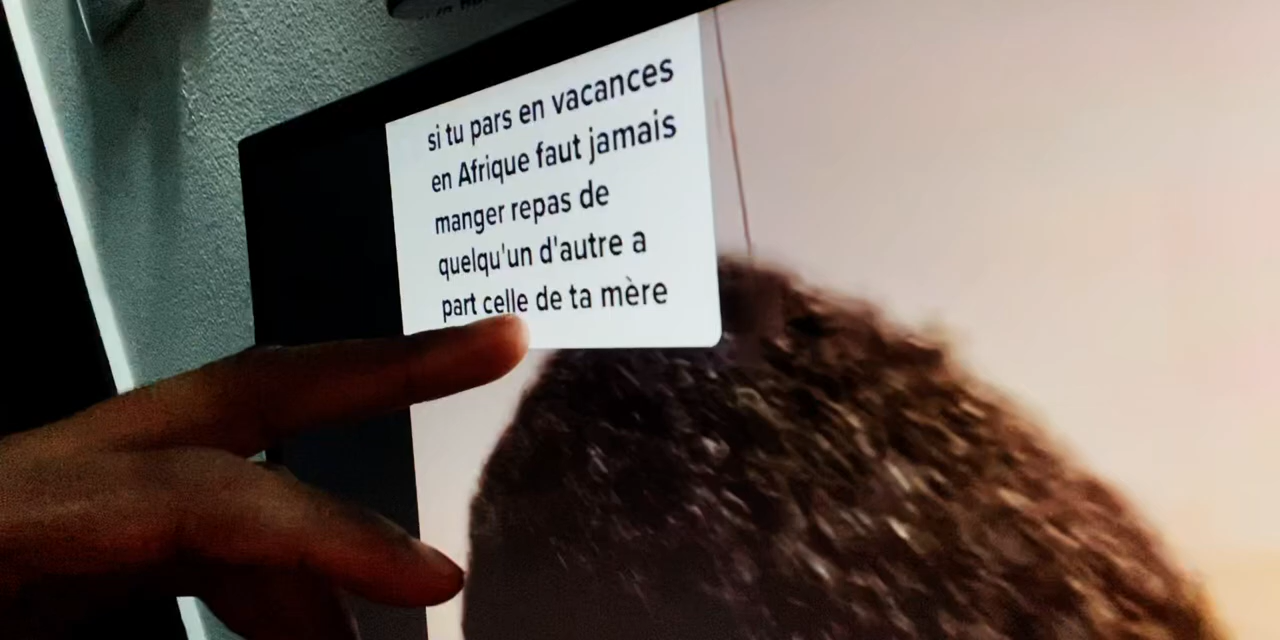 si tu pars en vacances
en Afrique faut jamais
manger repas de
quelqu'un d'autre a
part celle de ta mère